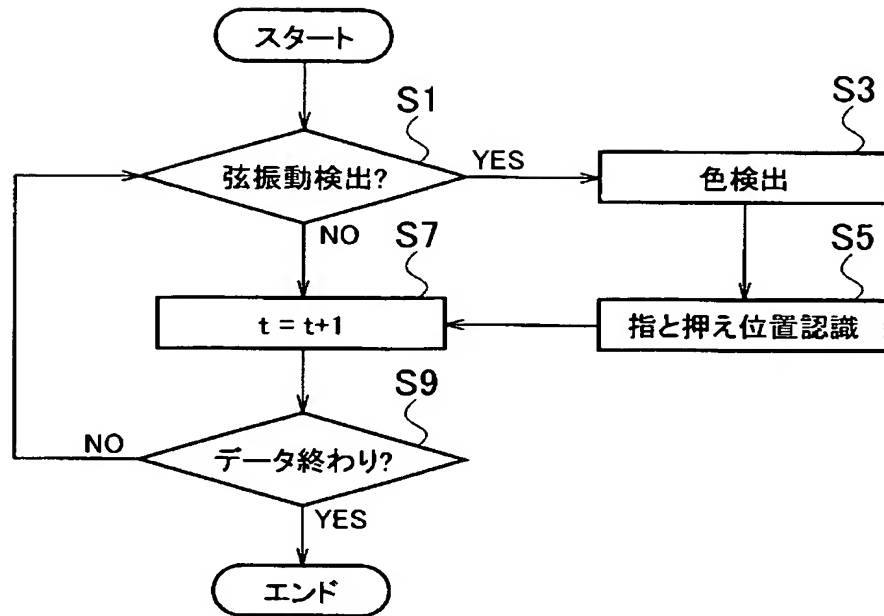 スタート
S1
弦振動検出?
YES
NO
S3
色検出
S5
指と押え位置認識
S7
t = t+1
S9
データ終わり?
NO
YES
エンド